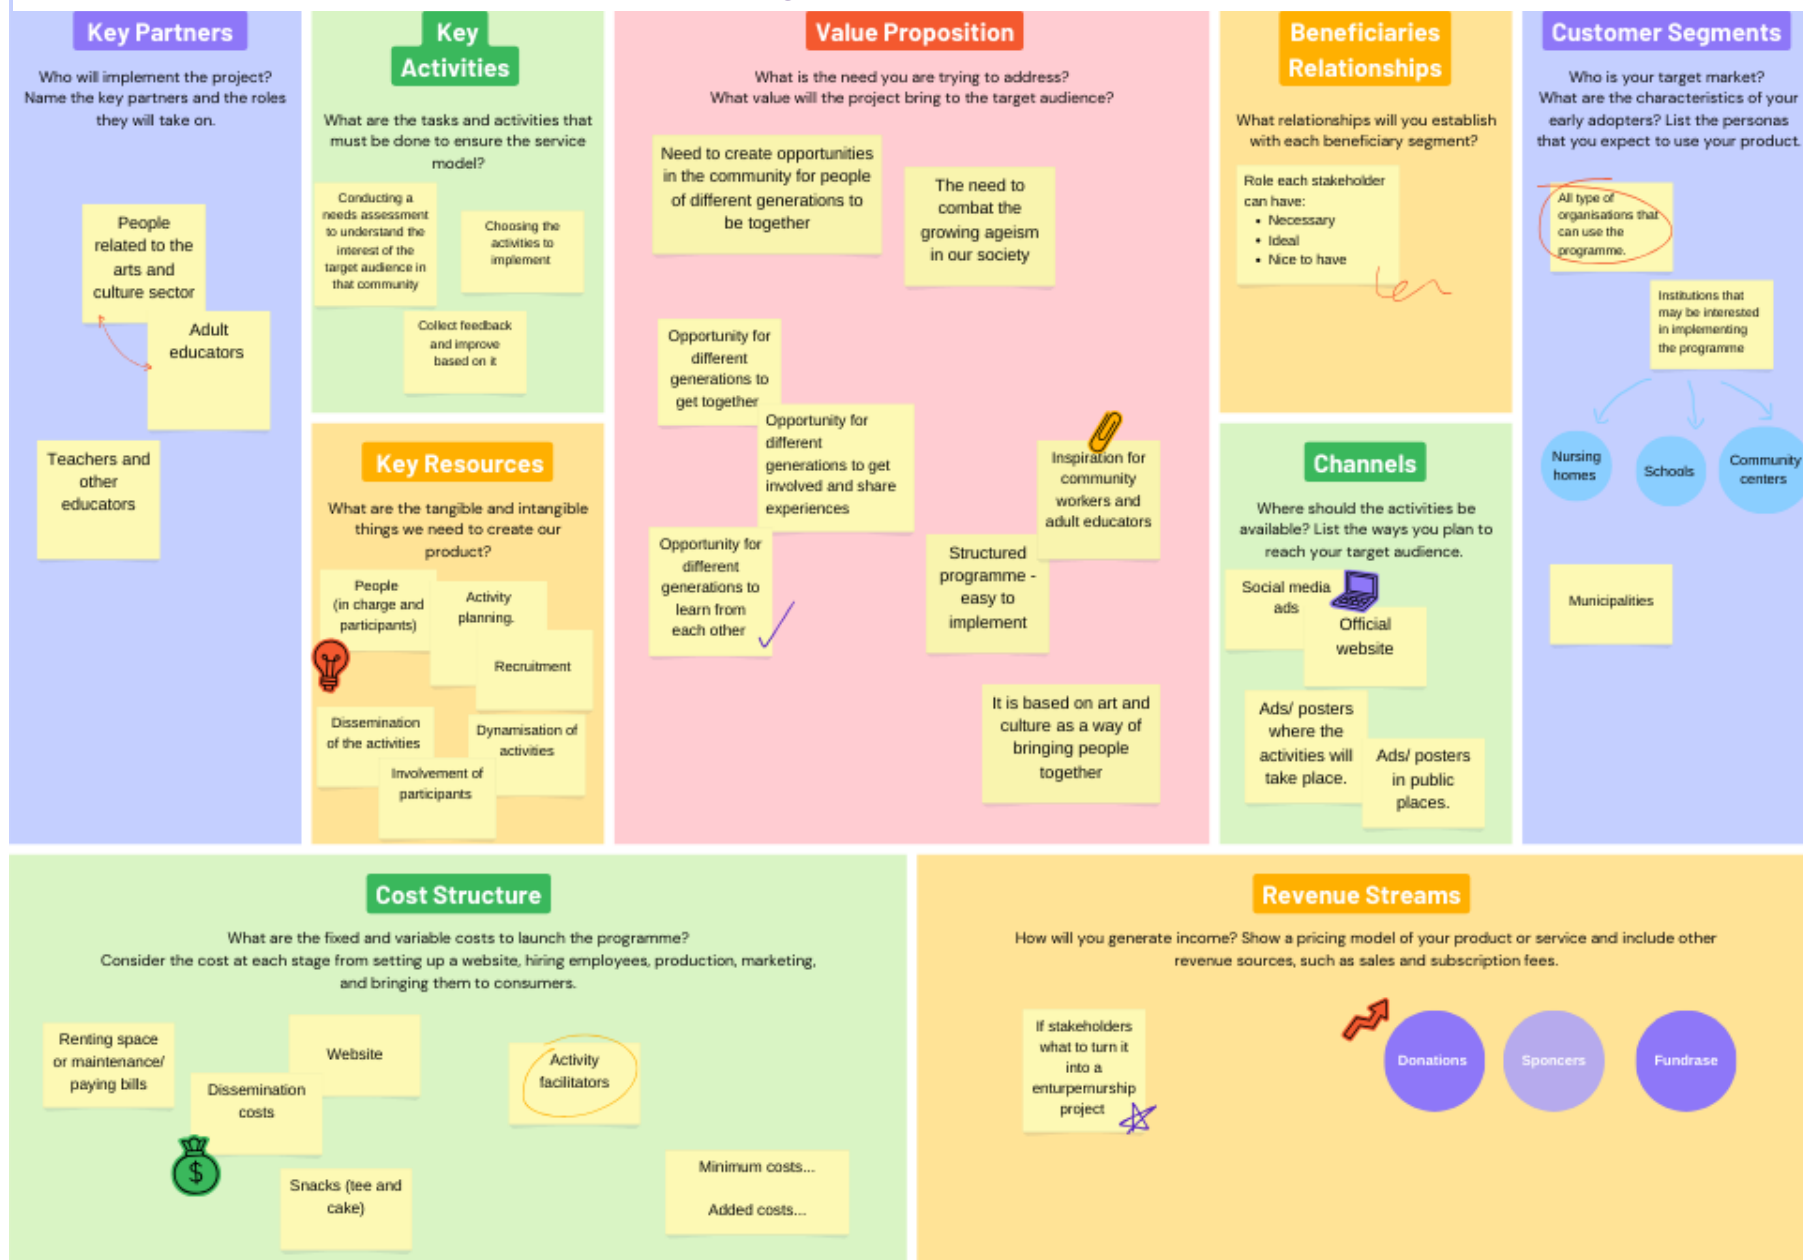 Key Partners
Who will implement the project?
Name the key partners and the roles
they will take on.
People
related to the
arts and
culture sector
Adult
educators
Teachers and
other
educators
Key
Activities
What are the tasks and activities that
must be done to ensure the service
model?
Conducting a
needs assessment
to understand the
interest of the
target audience in
that community
Choosing the
activities to
implement
Collect feedback
and improve
based on it
Key Resources
What are the tangible and intangible
things we need to create our
product?
People
(in charge and
participants)
Activity
planning.
Recruitment
Dissemination
of the activities
Dynamisation of
activities
Involvement of
participants
Value Proposition
What is the need you are trying to address?
What value will the project bring to the target audience?
Need to create opportunities
in the community for people
of different generations to
be together
The need to
combat the
growing ageism
in our society
Opportunity for
different
generations to
get together
Opportunity for
different
generations to get
involved and share
experiences
Opportunity for
different
generations to
learn from
each other
Inspiration for
community
workers and
adult educators
Structured
programme -
easy to
implement
It is based on art and
culture as a way of
bringing people
together
Beneficiaries
Relationships
What relationships will you establish
with each beneficiary segment?
Role each stakeholder
can have:
• Necessary
• Ideal
• Nice to have
Channels
Where should the activities be
available? List the ways you plan to
reach your target audience.
Social media
ads
Official
website
Ads/ posters
where the
activities will
take place.
Ads/ posters
in public
places.
Customer Segments
Who is your target market?
What are the characteristics of your
early adopters? List the personas
that you expect to use your product.
All type of
organisations that
can use the
programme.
Institutions that
may be interested
in implementing
the programme
Nursing
homes
Schools
Community
centers
Municipalities
Cost Structure
What are the fixed and variable costs to launch the programme?
Consider the cost at each stage from setting up a website, hiring employees, production, marketing,
and bringing them to consumers.
Renting space
or maintenance/
paying bills
Website
Dissemination
costs
$
Snacks (tee and
cake)
Activity
facilitators
Minimum costs...
Added costs...
Revenue Streams
How will you generate income? Show a pricing model of your product or service and include other
revenue sources, such as sales and subscription fees.
If stakeholders
what to turn it
into a
enturpernurship
project
Donations
Sponcers
Fundrase